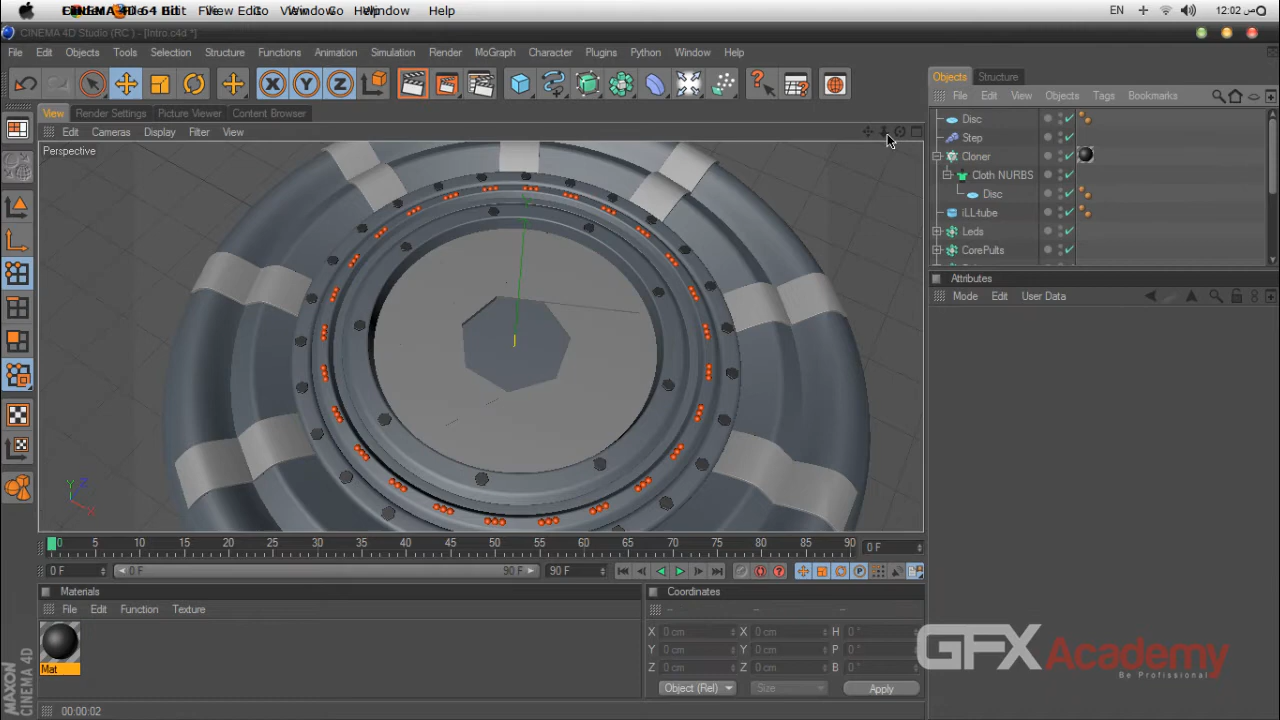 EN 12:02 ص
File Edit View Go Window Help
CINEMA 4D Studio (RC ) - [Intro.c4d *]
File Edit Objects Tools Selection Structure Functions Animation Simulation Render MoGraph Character Plugins Python Window Help
X Y Z
Objects Structure
File Edit View Objects Tags Bookmarks
View Render Settings Picture Viewer Content Browser
Edit Cameras Display Filter View
Perspective
Disc
Step
Cloner
Cloth NURBS
Disc
iLL-tube
Leds
CorePults
Attributes
Mode Edit User Data
Y Z X
0 5 10 15 20 25 30 35 40 45 50 55 60 65 70 75 80 85 90 0 F
0 F 0 F 90 F 90 F
Materials
File Edit Function Texture
Mat
Coordinates
-- -- --
X 0 cm X 0 cm H 0 °
Y 0 cm Y 0 cm P 0 °
Z 0 cm Z 0 cm B 0 °
Object (Rel) Size Apply
GFX Academy
Be Profissional
MAXON
CINEMA 4D
00:00:02